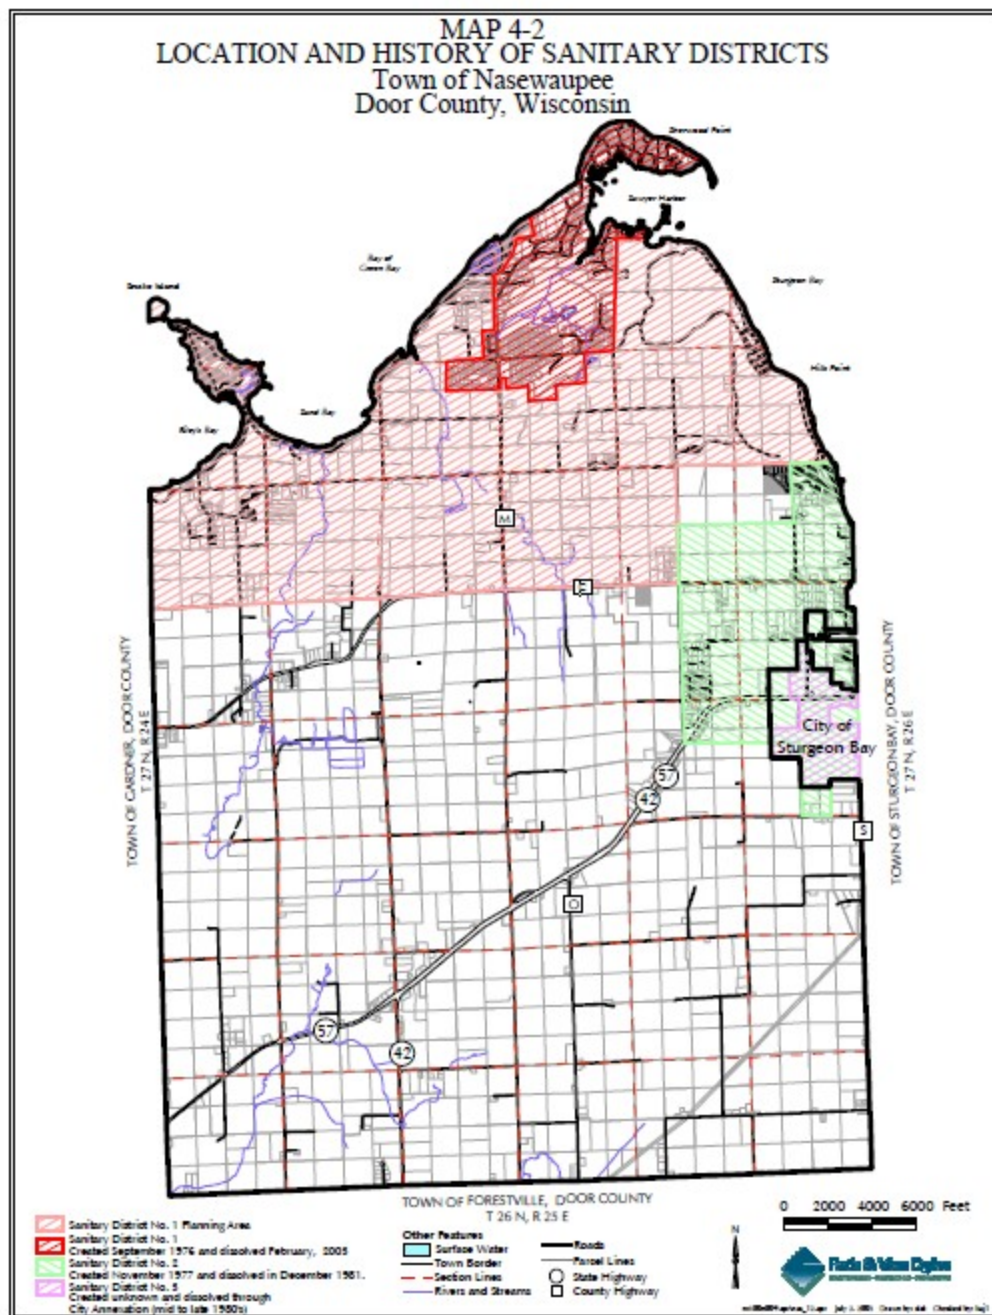 MAP 4-2
LOCATION AND HISTORY OF SANITARY DISTRICTS
Town of Nasewaupee
Door County, Wisconsin
Sherwood Point
Sawyer Harbor
Bay of
Green Bay
Sturgeon Bay
Snake Island
Hills Point
Sand Bay
Riley's Bay
M
E
TOWN OF GARDNER, DOOR COUNTY
T 27 N, R 24 E
City of
Sturgeon Bay
TOWN OF STURGEON BAY, DOOR COUNTY
T 27 N, R 26 E
57
42
S
O
57
42
TOWN OF FORESTVILLE, DOOR COUNTY
T 26 N, R 25 E
0 2000 4000 6000 Feet
N
Sanitary District No. 1 Planning Area
Sanitary District No. 1
Created September 1976 and dissolved February, 2005
Sanitary District No. 2
Created November 1977 and dissolved in December 1981.
Sanitary District No. 3
Created unknown and dissolved through
City Annexation (mid to late 1980's)
Other Features
Surface Water
Town Border
Section Lines
Rivers and Streams
Roads
Parcel Lines
State Highway
County Highway